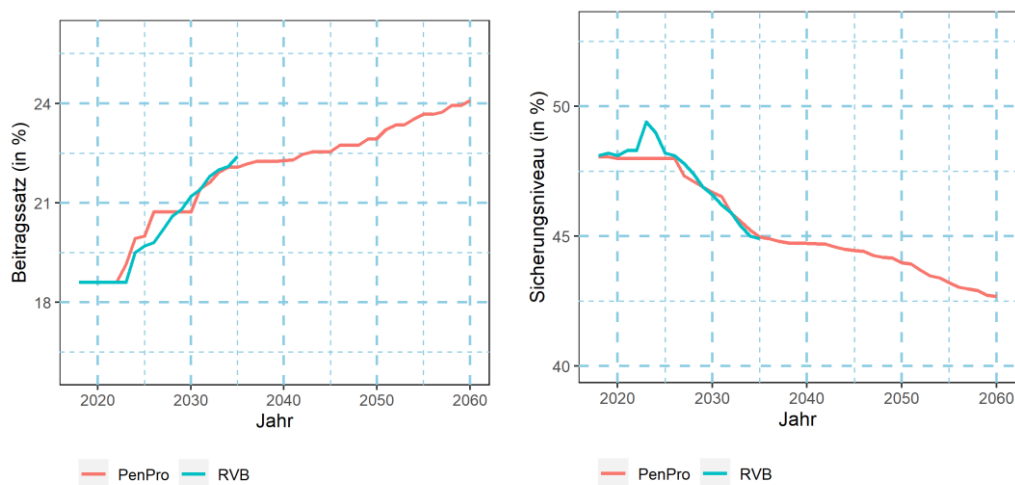 Beitragssatz (in %)
24
21
18
2020 2030 2040 2050 2060
Jahr
PenPro RVB
Sicherungsniveau (in %)
50
45
40
2020 2030 2040 2050 2060
Jahr
PenPro RVB